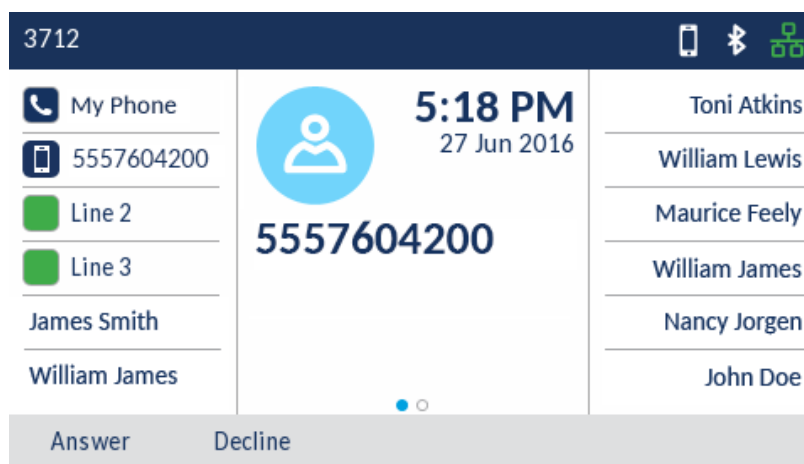 3712
My Phone
5557604200
Line 2
Line 3
James Smith
William James
5:18 PM
27 Jun 2016
5557604200
Toni Atkins
William Lewis
Maurice Feely
William James
Nancy Jorgen
John Doe
Answer
Decline